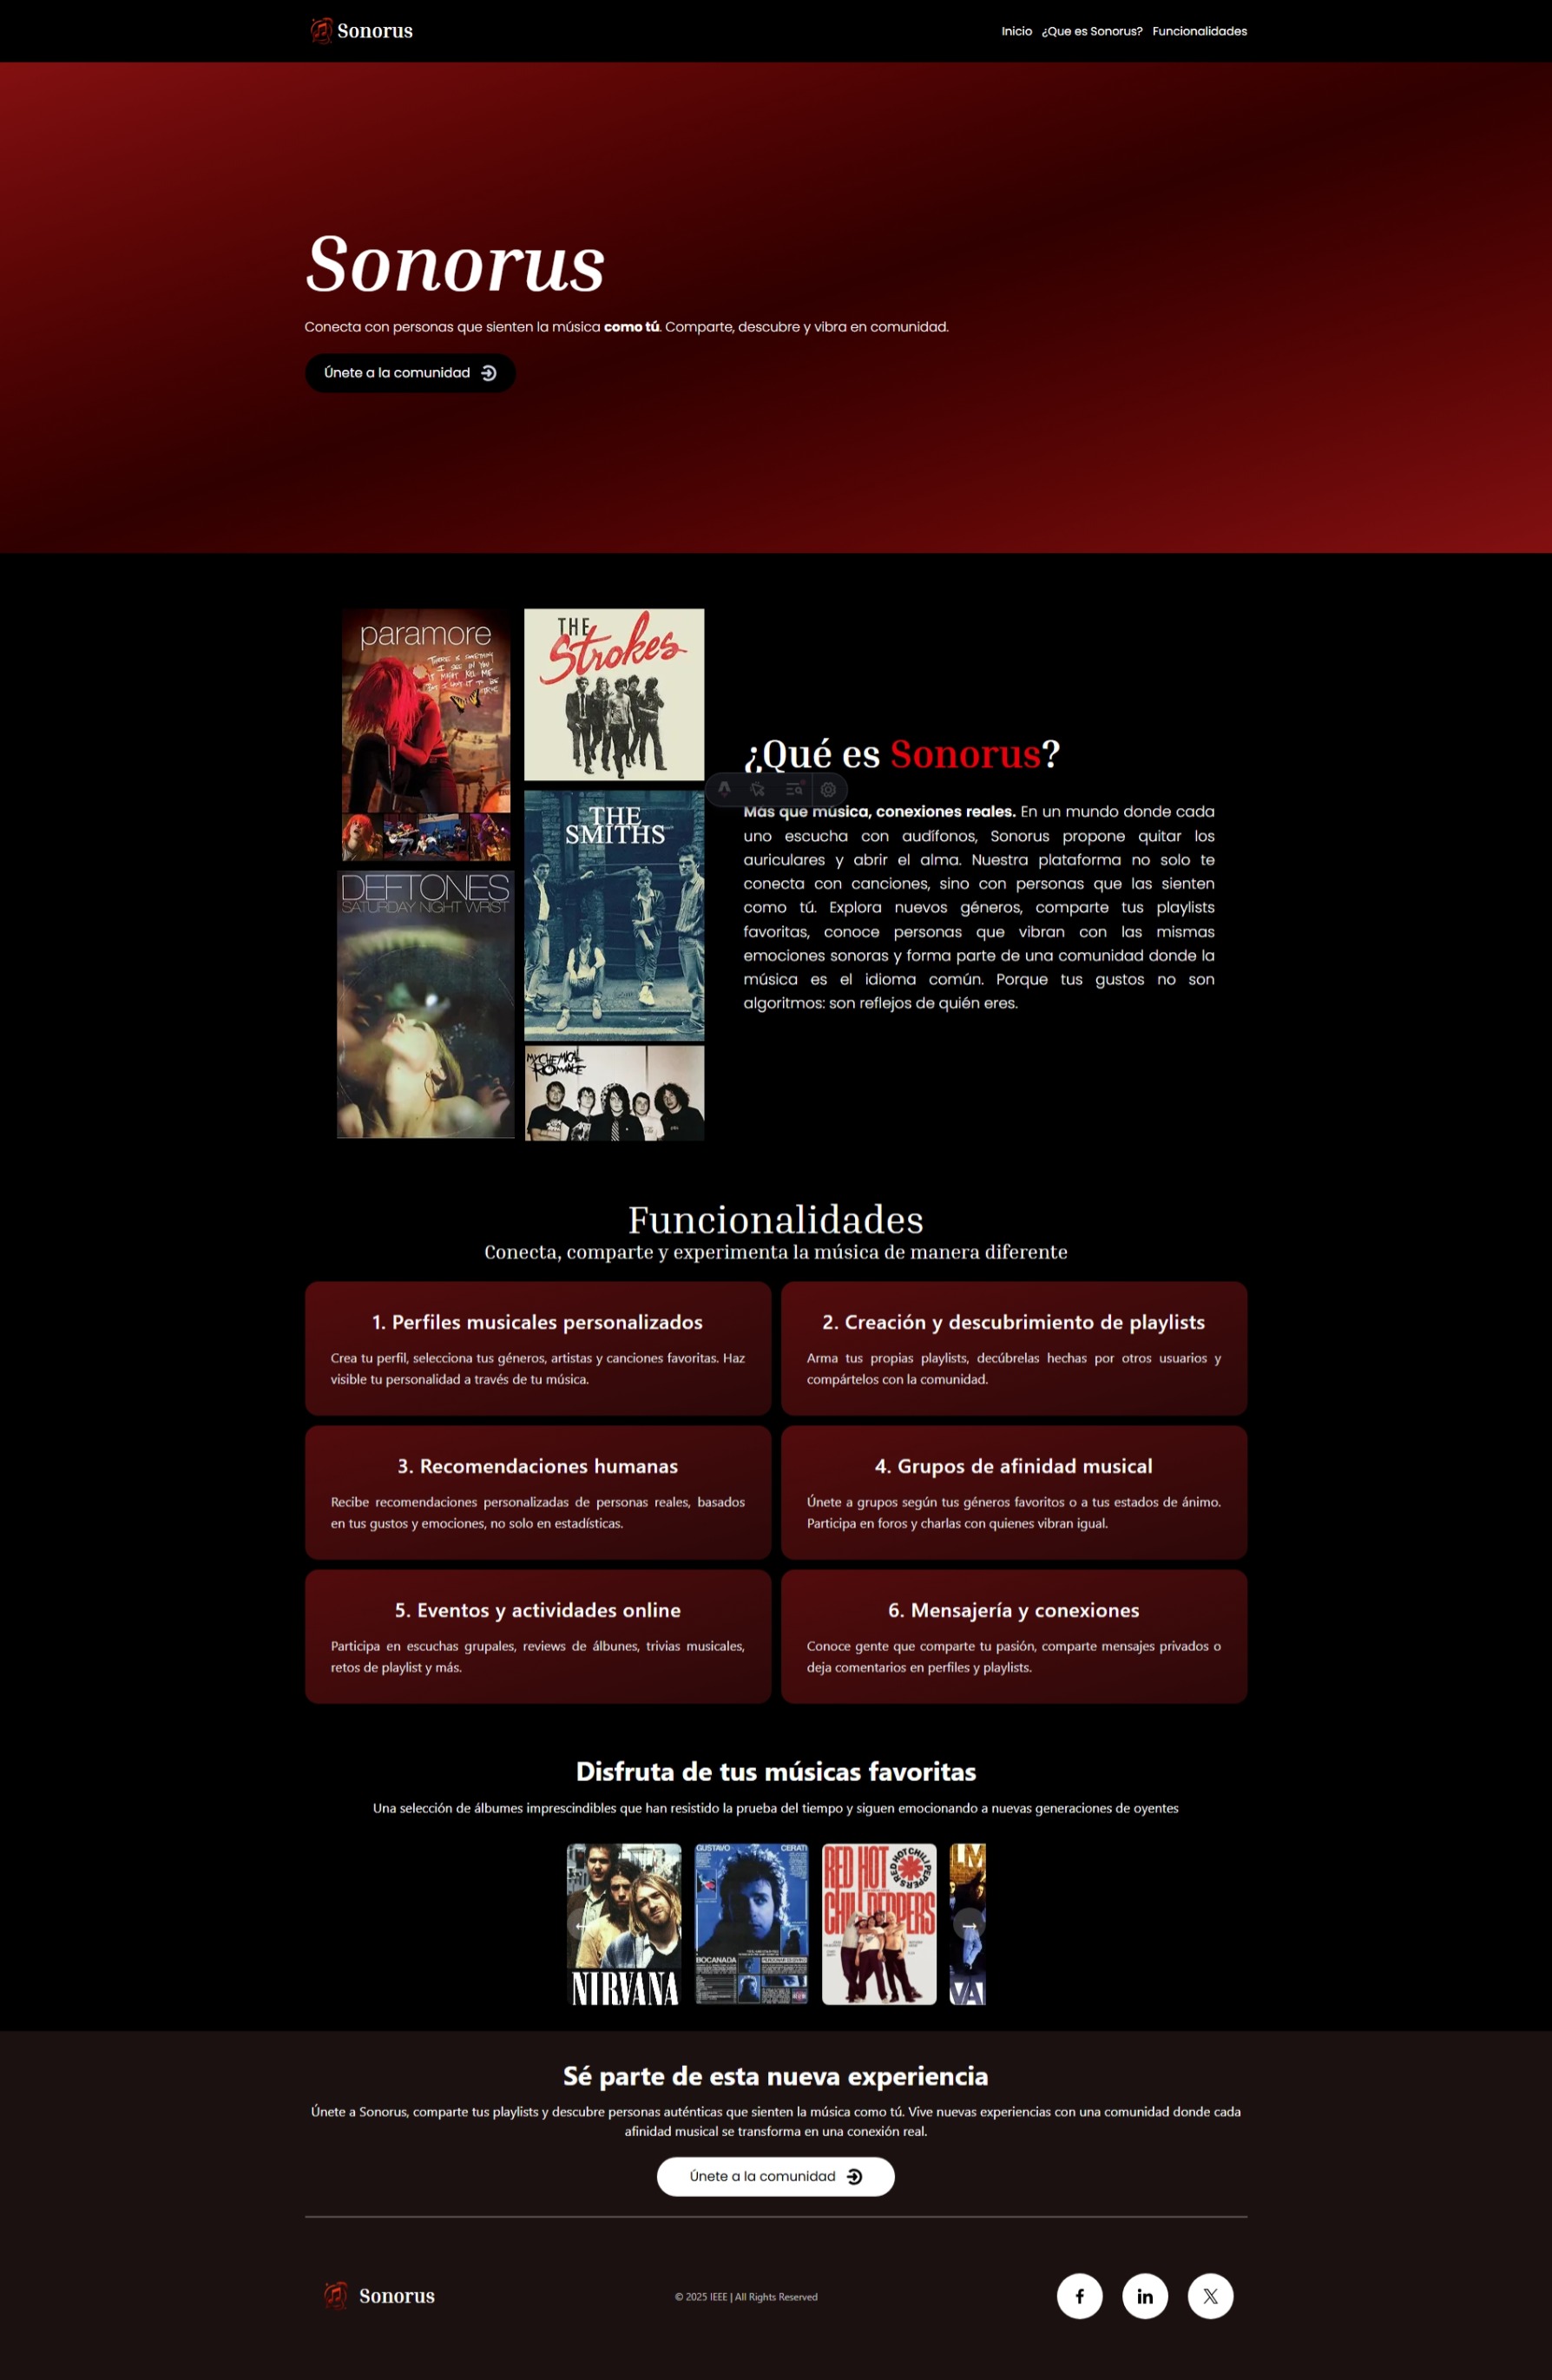 Sonorus
Inicio ¿Que es Sonorus? Funcionalidades
Sonorus
Conecta con personas que sienten la música como tú. Comparte, descubre y vibra en comunidad.
Únete a la comunidad
paramore
THE
Strokes
THE
SMITHS
DEFTONES
SATURDAY NIGHT WRIST
MY CHEMICAL
ROMANCE
¿Qué es Sonorus?
Más que música, conexiones reales. En un mundo donde cada
uno escucha con audífonos, Sonorus propone quitar los
auriculares y abrir el alma. Nuestra plataforma no solo te
conecta con canciones, sino con personas que las sienten
como tú. Explora nuevos géneros, comparte tus playlists
favoritas, conoce personas que vibran con las mismas
emociones sonoras y forma parte de una comunidad donde la
música es el idioma común. Porque tus gustos no son
algoritmos: son reflejos de quién eres.
Funcionalidades
Conecta, comparte y experimenta la música de manera diferente
1. Perfiles musicales personalizados
Crea tu perfil, selecciona tus géneros, artistas y canciones favoritas. Haz
visible tu personalidad a través de tu música.
2. Creación y descubrimiento de playlists
Arma tus propias playlists, decúbrelas hechas por otros usuarios y
compártelos con la comunidad.
3. Recomendaciones humanas
Recibe recomendaciones personalizadas de personas reales, basados
en tus gustos y emociones, no solo en estadísticas.
4. Grupos de afinidad musical
Únete a grupos según tus géneros favoritos o a tus estados de ánimo.
Participa en foros y charlas con quienes vibran igual.
5. Eventos y actividades online
Participa en escuchas grupales, reviews de álbunes, trivias musicales,
retos de playlist y más.
6. Mensajería y conexiones
Conoce gente que comparte tu pasión, comparte mensajes privados o
deja comentarios en perfiles y playlists.
Disfruta de tus músicas favoritas
Una selección de álbumes imprescindibles que han resistido la prueba del tiempo y siguen emocionando a nuevas generaciones de oyentes
NIRVANA
GUSTAVO CERATI
BOCANADA
RED HOT
CHILI PEPPERS
RED HOT CHILI PEPPERS
LM
VA
Sé parte de esta nueva experiencia
Únete a Sonorus, comparte tus playlists y descubre personas auténticas que sienten la música como tú. Vive nuevas experiencias con una comunidad donde cada
afinidad musical se transforma en una conexión real.
Únete a la comunidad
Sonorus
© 2025 IEEE | All Rights Reserved